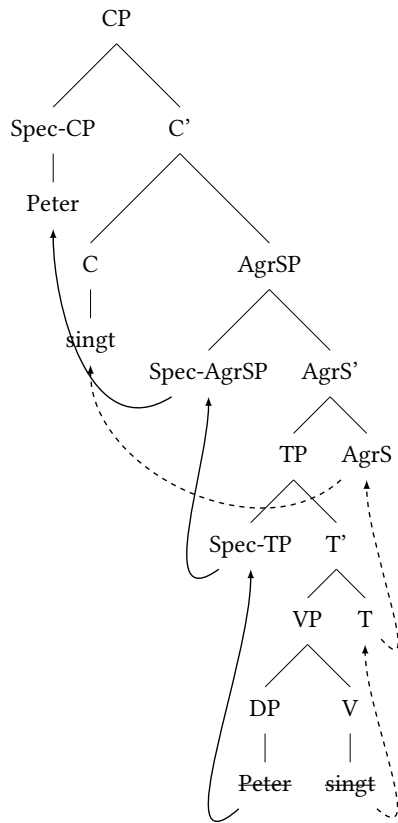 CP
Spec-CP C’
Peter
C AgrSP
singt
Spec-AgrSP AgrS’
TP AgrS
Spec-TP T’
VP T
DP V
Peter singt